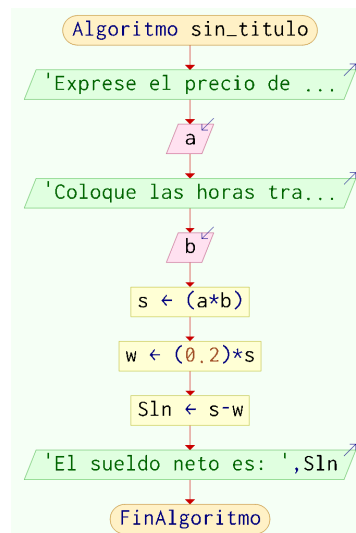 Algoritmo sin_titulo
'Exprese el precio de ...
a
'Coloque las horas tra...
b
s ← (a*b)
w ← (0.2)*s
Sln ← s-w
'El sueldo neto es: ',Sln
FinAlgoritmo